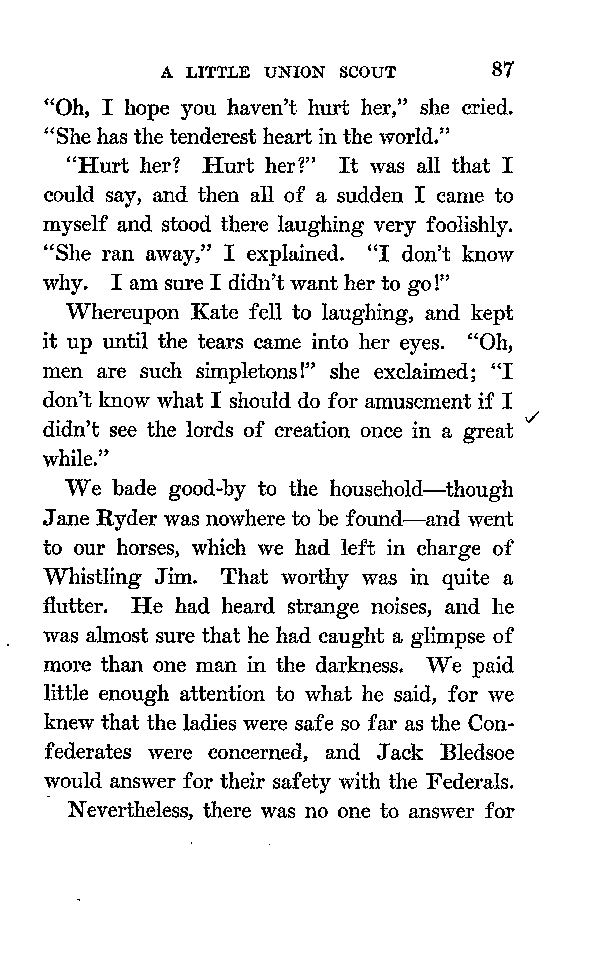 A LITTLE UNION SCOUT 87
“Oh, I hope you haven’t hurt her,” she cried.
“She has the tenderest heart in the world.”
“Hurt her? Hurt her?” It was all that I
could say, and then all of a sudden I came to
myself and stood there laughing very foolishly.
“She ran away,” I explained. “I don’t know
why. I am sure I didn’t want her to go!”
Whereupon Kate fell to laughing, and kept
it up until the tears came into her eyes. “Oh,
men are such simpletons!” she exclaimed; “I
don’t know what I should do for amusement if I
didn’t see the lords of creation once in a great
while.”
We bade good-by to the household—though
Jane Ryder was nowhere to be found—and went
to our horses, which we had left in charge of
Whistling Jim. That worthy was in quite a
flutter. He had heard strange noises, and he
was almost sure that he had caught a glimpse of
more than one man in the darkness. We paid
little enough attention to what he said, for we
knew that the ladies were safe so far as the Con-
federates were concerned, and Jack Bledsoe
would answer for their safety with the Federals.
Nevertheless, there was no one to answer for